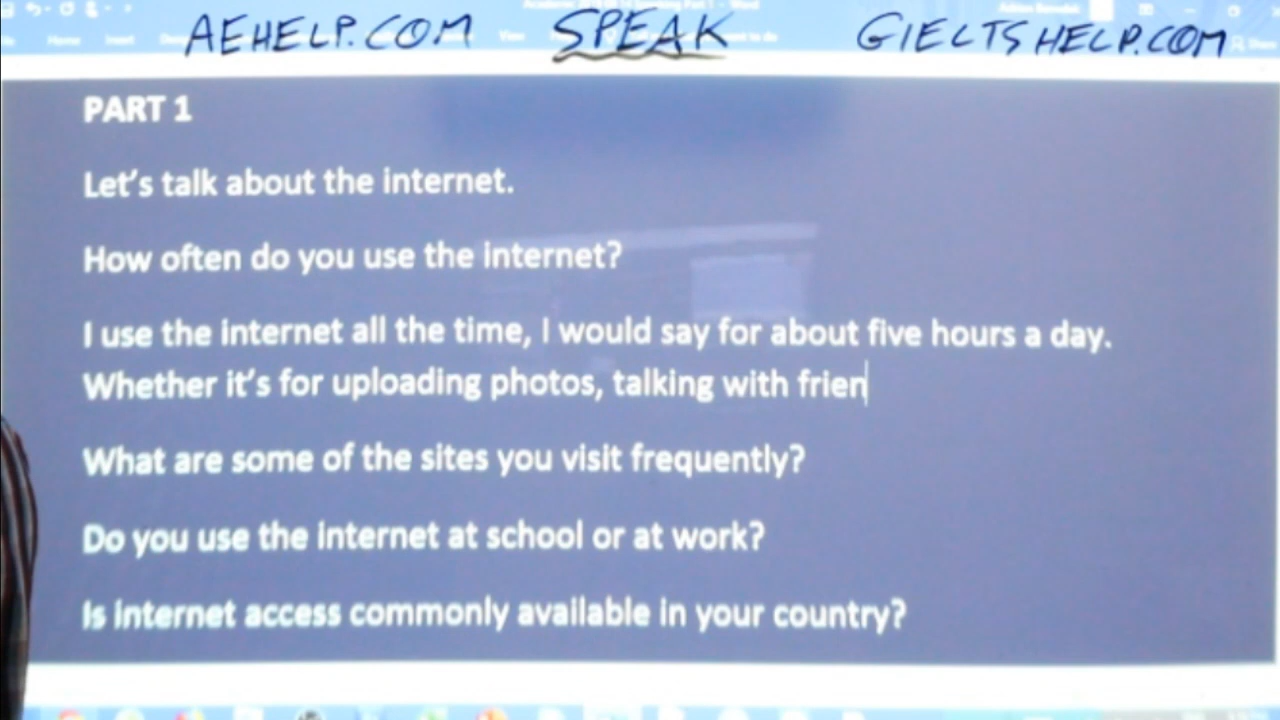 AEHELP.COM SPEAK GIELTSHELP.COM
Home Insert
PART 1
Let's talk about the internet.
How often do you use the internet?
I use the internet all the time, I would say for about five hours a day.
Whether it's for uploading photos, talking with frien
What are some of the sites you visit frequently?
Do you use the internet at school or at work?
Is internet access commonly available in your country?